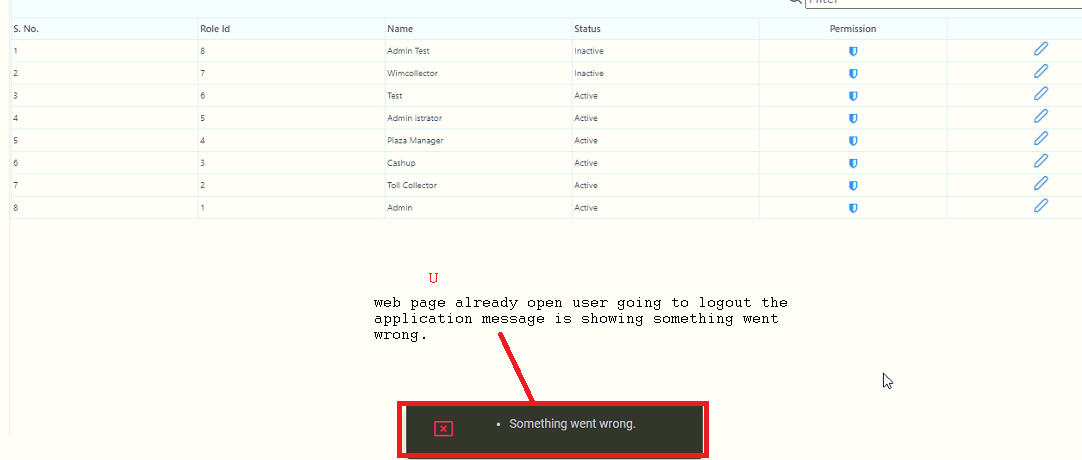 Filter
S. No. Role Id Name Status Permission
1 8 Admin Test Inactive
2 7 Wimcollector Inactive
3 6 Test Active
4 5 Admin istrator Active
5 4 Plaza Manager Active
6 3 Cashup Active
7 2 Toll Collector Active
8 1 Admin Active
U
web page already open user going to logout the
application message is showing something went
wrong.
• Something went wrong.